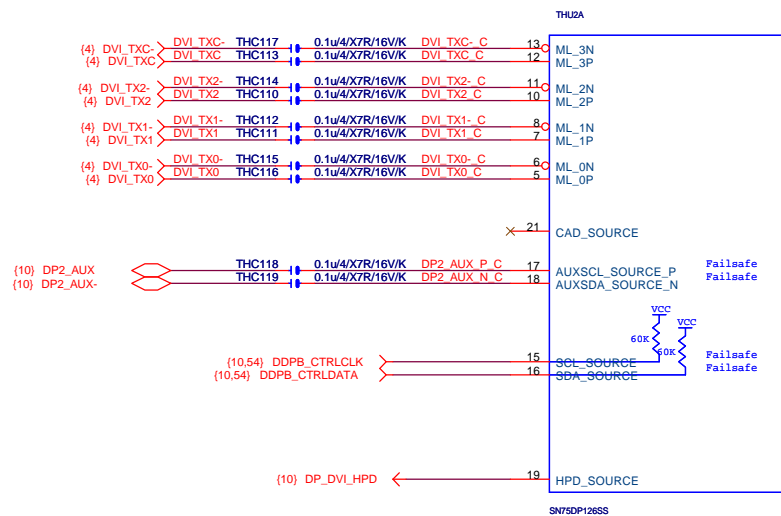 THU2A
{4} DVI_TXC- DVI_TXC- THC117 0.1u/4/X7R/16V/K DVI_TXC-_C 13 ML_3N
{4} DVI_TXC DVI_TXC THC113 0.1u/4/X7R/16V/K DVI_TXC_C 12 ML_3P
{4} DVI_TX2- DVI_TX2- THC114 0.1u/4/X7R/16V/K DVI_TX2-_C 11 ML_2N
{4} DVI_TX2 DVI_TX2 THC110 0.1u/4/X7R/16V/K DVI_TX2_C 10 ML_2P
{4} DVI_TX1- DVI_TX1- THC112 0.1u/4/X7R/16V/K DVI_TX1-_C 8 ML_1N
{4} DVI_TX1 DVI_TX1 THC111 0.1u/4/X7R/16V/K DVI_TX1_C 7 ML_1P
{4} DVI_TX0- DVI_TX0- THC115 0.1u/4/X7R/16V/K DVI_TX0-_C 6 ML_0N
{4} DVI_TX0 DVI_TX0 THC116 0.1u/4/X7R/16V/K DVI_TX0_C 5 ML_0P
21 CAD_SOURCE
{10} DP2_AUX THC118 0.1u/4/X7R/16V/K DP2_AUX_P_C 17 AUXSCL_SOURCE_P Failsafe
{10} DP2_AUX- THC119 0.1u/4/X7R/16V/K DP2_AUX_N_C 18 AUXSDA_SOURCE_N Failsafe
VCC
VCC
60K
60K
{10,54} DDPB_CTRLCLK 15 SCL_SOURCE Failsafe
{10,54} DDPB_CTRLDATA 16 SDA_SOURCE Failsafe
{10} DP_DVI_HPD 19 HPD_SOURCE
SN75DP126SS